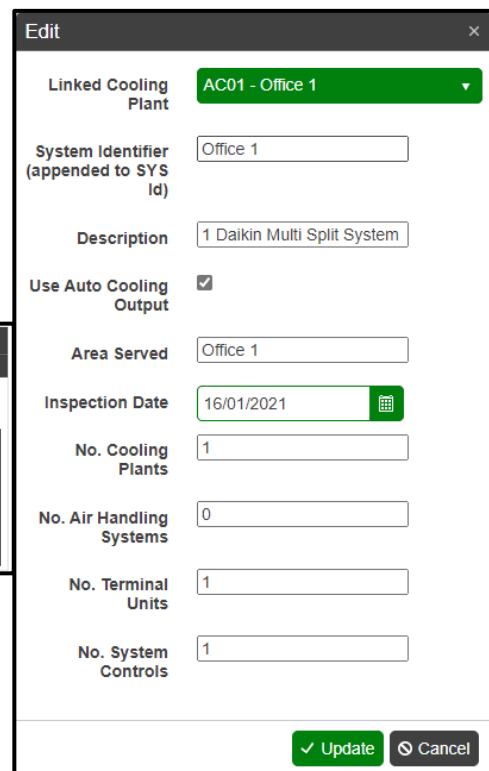 Edit ×
Linked Cooling Plant
AC01 - Office 1
System Identifier (appended to SYS Id)
Office 1
Description
1 Daikin Multi Split System
Use Auto Cooling Output
Area Served
Office 1
Inspection Date
16/01/2021
No. Cooling Plants
1
No. Air Handling Systems
0
No. Terminal Units
1
No. System Controls
1
Update
Cancel